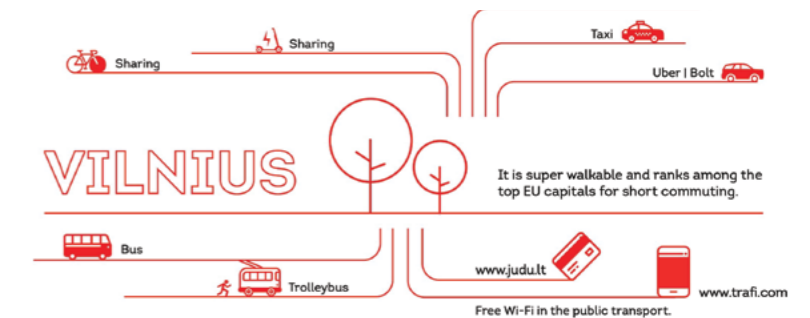 Sharing
Taxi
Sharing
Uber | Bolt
VILNIUS
It is super walkable and ranks among the
top EU capitals for short commuting.
Bus
www.judu.lt
Trolleybus
www.trafi.com
Free Wi-Fi in the public transport.